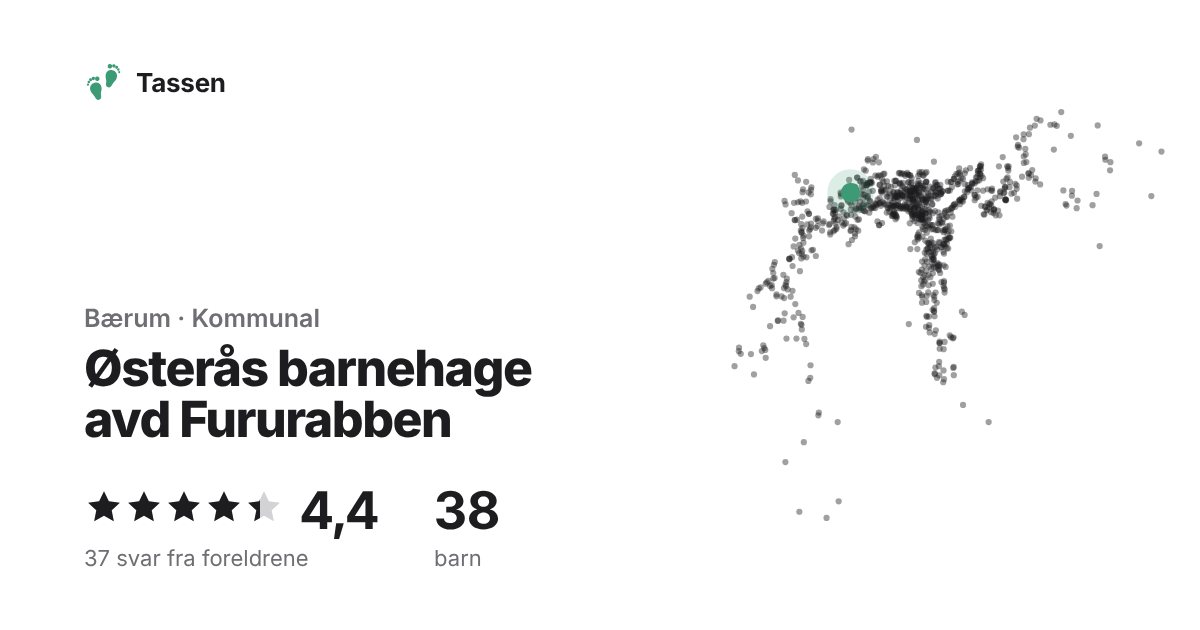 Tassen
Bærum · Kommunal
Østerås barnehage
avd Fururabben
4,4
38
37 svar fra foreldrene
barn